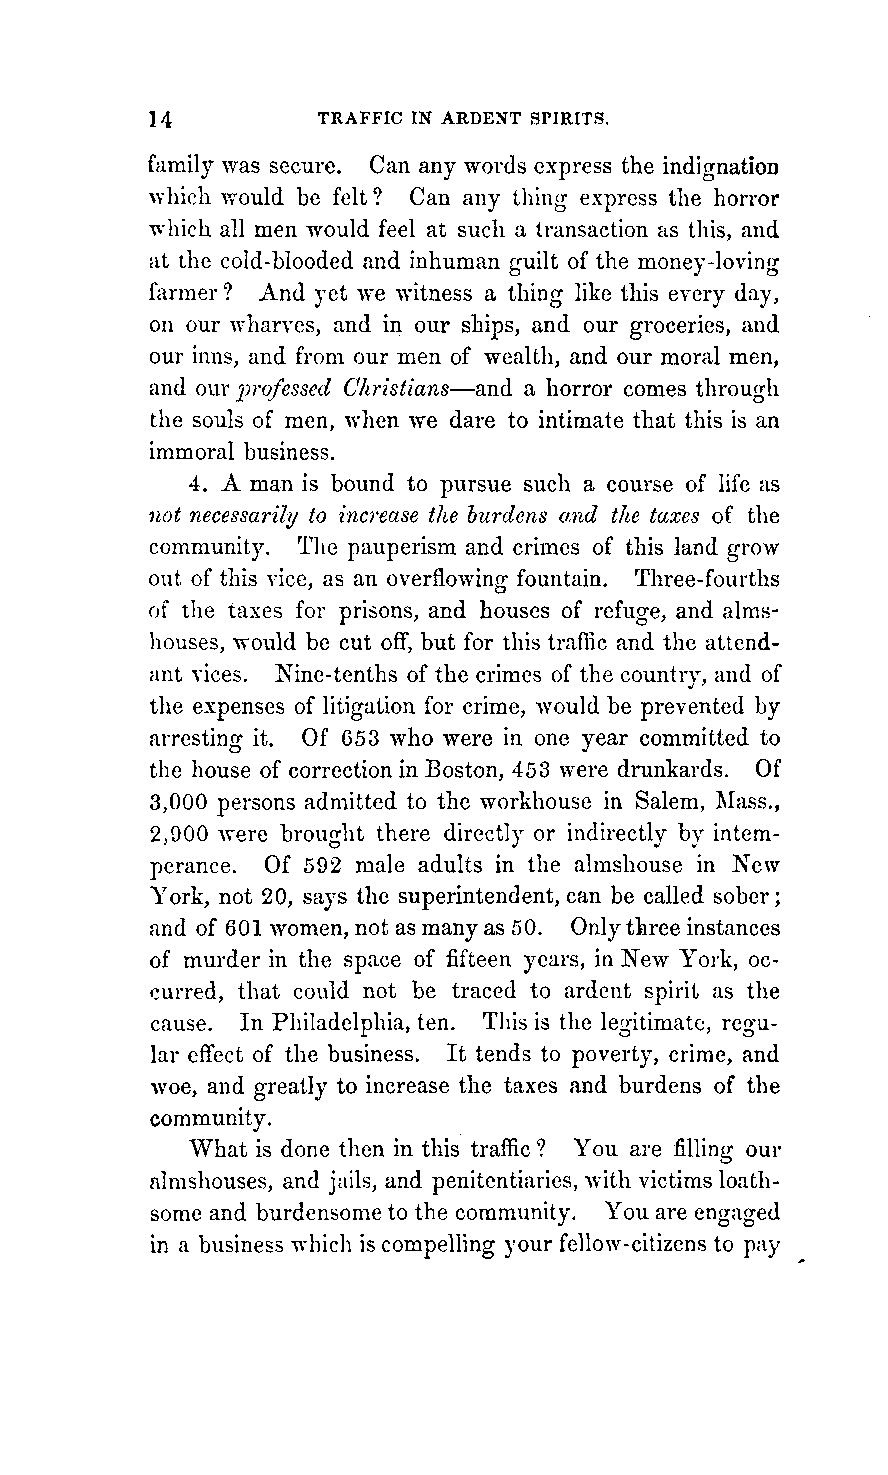 14 TRAFFIC IN ARDENT SPIRITS.
family was secure. Can any words express the indignation
which would be felt? Can any thing express the horror
which all men would feel at such a transaction as this, and
at the cold-blooded and inhuman guilt of the money-loving
farmer? And yet we witness a thing like this every day,
on our wharves, and in our ships, and our groceries, and
our inns, and from our men of wealth, and our moral men,
and our professed Christians—and a horror comes through
the souls of men, when we dare to intimate that this is an
immoral business.
4. A man is bound to pursue such a course of life as
not necessarily to increase the burdens and the taxes of the
community. The pauperism and crimes of this land grow
out of this vice, as an overflowing fountain. Three-fourths
of the taxes for prisons, and houses of refuge, and alms-
houses, would be cut off, but for this traffic and the attend-
ant vices. Nine-tenths of the crimes of the country, and of
the expenses of litigation for crime, would be prevented by
arresting it. Of 653 who were in one year committed to
the house of correction in Boston, 453 were drunkards. Of
3,000 persons admitted to the workhouse in Salem, Mass.,
2,900 were brought there directly or indirectly by intem-
perance. Of 592 male adults in the almshouse in New
York, not 20, says the superintendent, can be called sober;
and of 601 women, not as many as 50. Only three instances
of murder in the space of fifteen years, in New York, oc-
curred, that could not be traced to ardent spirit as the
cause. In Philadelphia, ten. This is the legitimate, regu-
lar effect of the business. It tends to poverty, crime, and
woe, and greatly to increase the taxes and burdens of the
community.
What is done then in this traffic? You are filling our
almshouses, and jails, and penitentiaries, with victims loath-
some and burdensome to the community. You are engaged
in a business which is compelling your fellow-citizens to pay